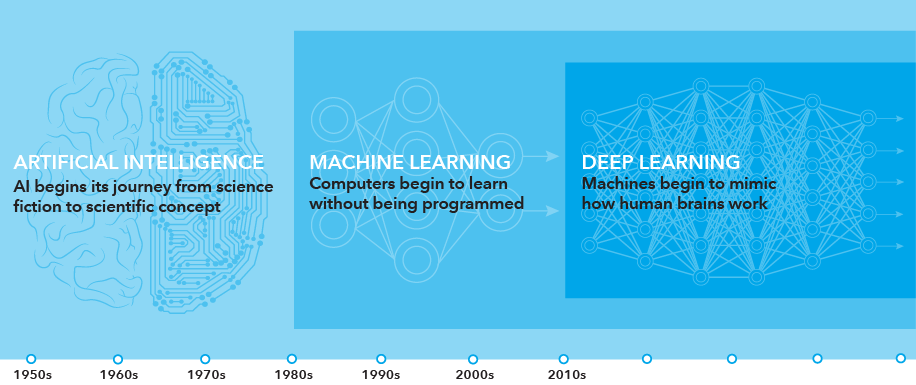 ARTIFICIAL INTELLIGENCE
AI begins its journey from science
fiction to scientific concept
MACHINE LEARNING
Computers begin to learn
without being programmed
DEEP LEARNING
Machines begin to mimic
how human brains work
1950s 1960s 1970s 1980s 1990s 2000s 2010s